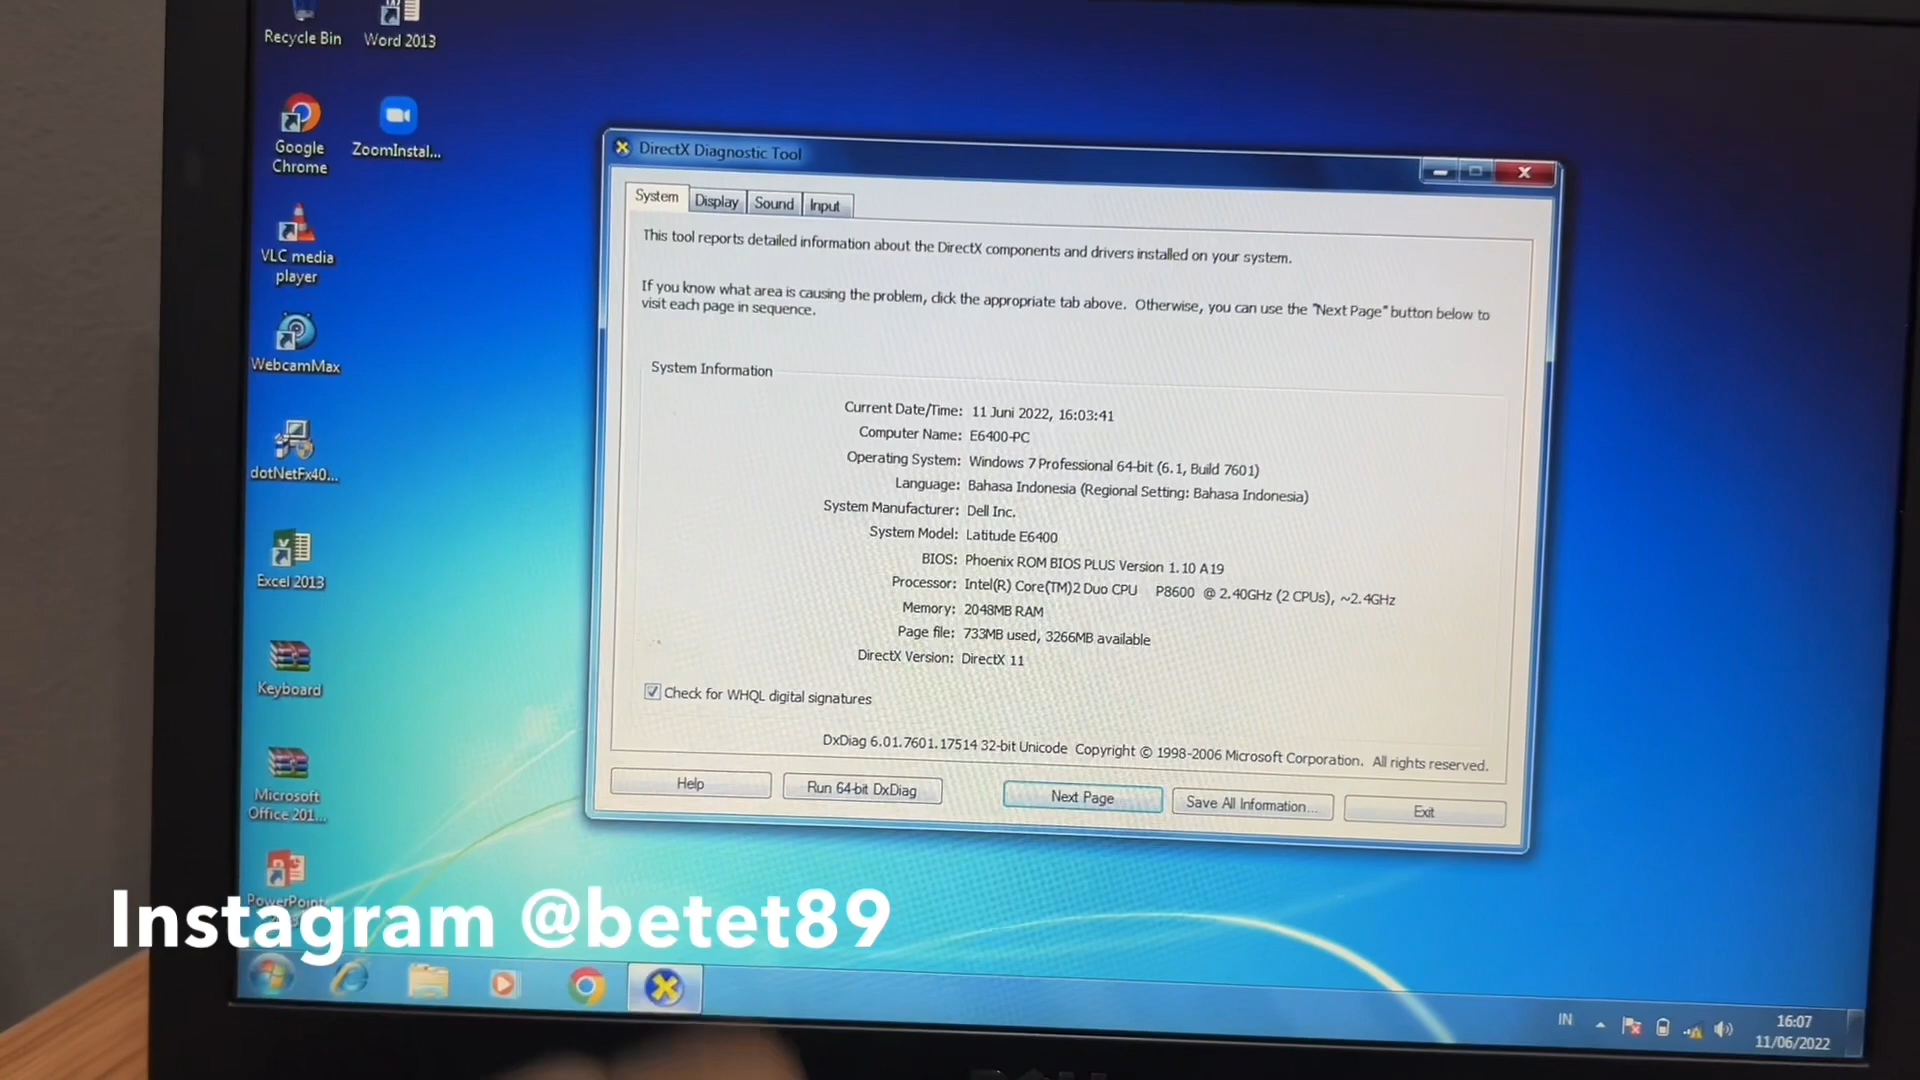 Recycle Bin
Word 2013
Google
Chrome
ZoomInstal...
VLC media
player
WebcamMax
dotNetFx40...
Excel 2013
Keyboard
Microsoft
Office 201...
PowerPoint
DirectX Diagnostic Tool
System Display Sound Input
This tool reports detailed information about the DirectX components and drivers installed on your system.
If you know what area is causing the problem, click the appropriate tab above. Otherwise, you can use the "Next Page" button below to
visit each page in sequence.
System Information
Current Date/Time: 11 Juni 2022, 16:03:41
Computer Name: E6400-PC
Operating System: Windows 7 Professional 64-bit (6.1, Build 7601)
Language: Bahasa Indonesia (Regional Setting: Bahasa Indonesia)
System Manufacturer: Dell Inc.
System Model: Latitude E6400
BIOS: Phoenix ROM BIOS PLUS Version 1.10 A19
Processor: Intel(R) Core(TM)2 Duo CPU P8600 @ 2.40GHz (2 CPUs), ~2.4GHz
Memory: 2048MB RAM
Page file: 733MB used, 3266MB available
DirectX Version: DirectX 11
Check for WHQL digital signatures
DxDiag 6.01.7601.17514 32-bit Unicode Copyright © 1998-2006 Microsoft Corporation. All rights reserved.
Help Run 64-bit DxDiag Next Page Save All Information... Exit
Instagram @betet89
IN
16:07
11/06/2022